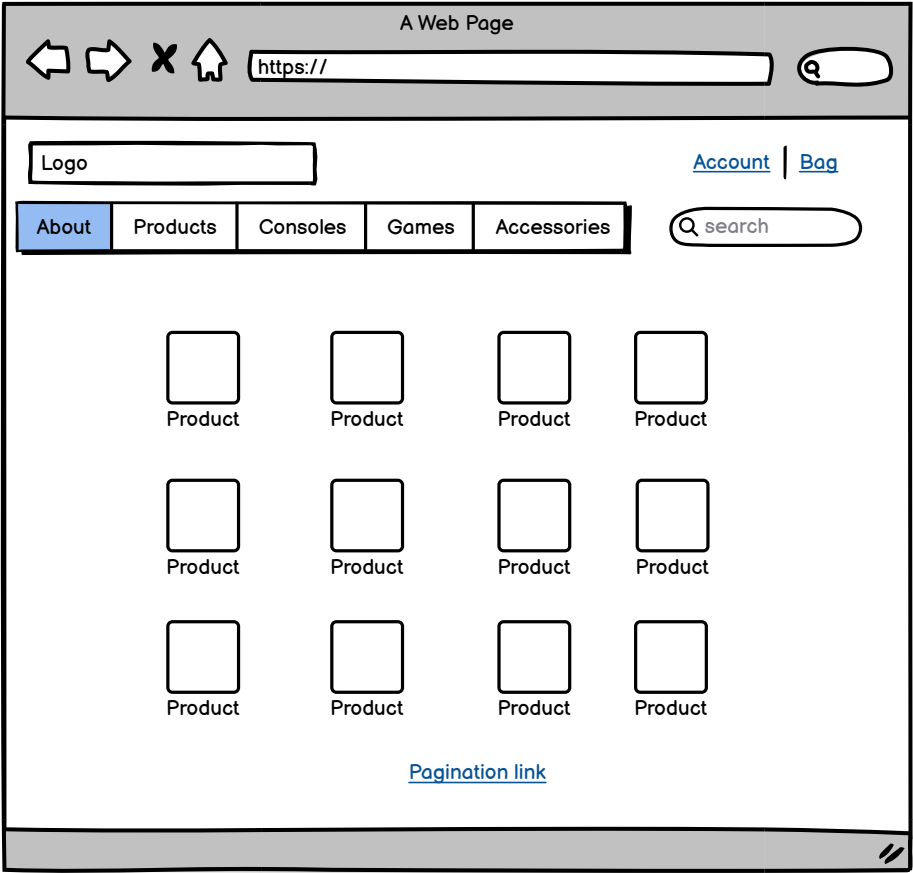 A Web Page
https://
Logo
Account Bag
About Products Consoles Games Accessories
search
Product Product Product Product
Product Product Product Product
Product Product Product Product
Pagination link